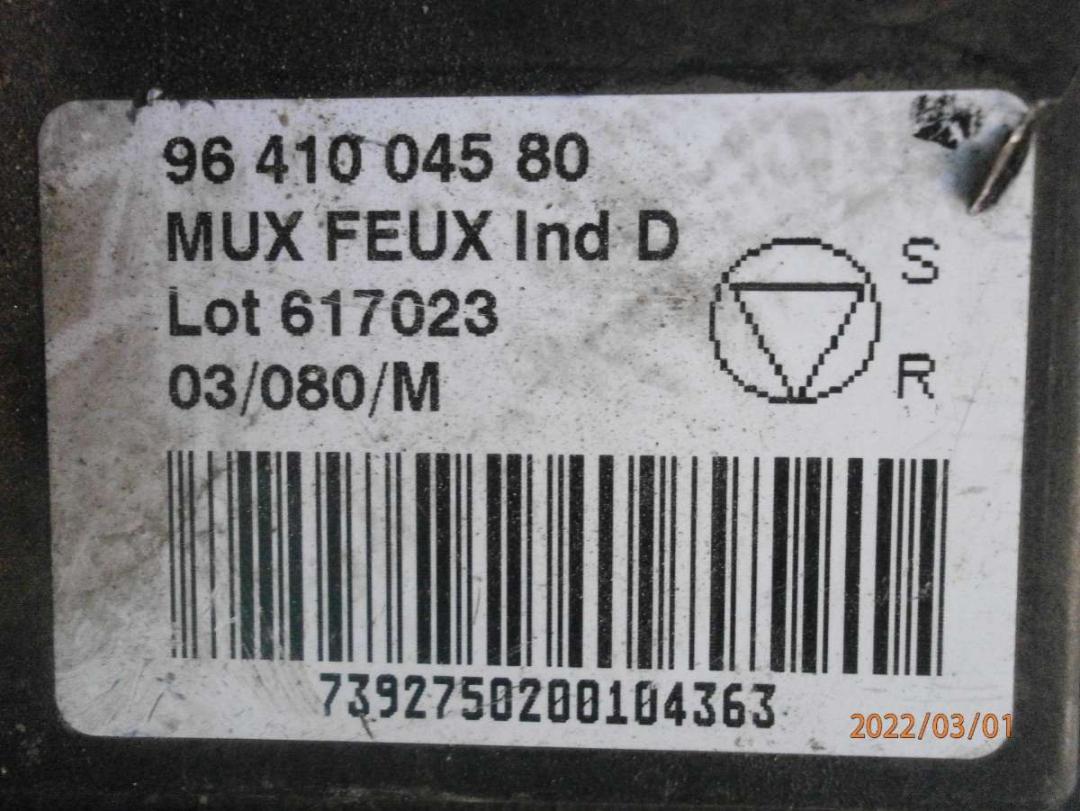 96 410 045 80
MUX FEUX Ind D
Lot 617023
03/080/M
S
R
7392750200104363
2022/03/01